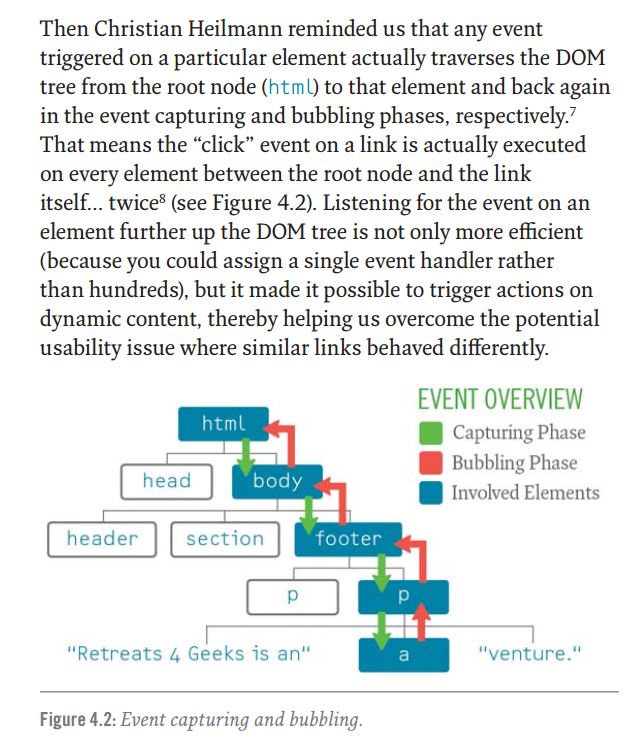 Then Christian Heilmann reminded us that any event
triggered on a particular element actually traverses the DOM
tree from the root node (html) to that element and back again
in the event capturing and bubbling phases, respectively.⁷
That means the “click” event on a link is actually executed
on every element between the root node and the link
itself... twice⁸ (see Figure 4.2). Listening for the event on an
element further up the DOM tree is not only more efficient
(because you could assign a single event handler rather
than hundreds), but it made it possible to trigger actions on
dynamic content, thereby helping us overcome the potential
usability issue where similar links behaved differently.
EVENT OVERVIEW
Capturing Phase
Bubbling Phase
Involved Elements
html
head
body
header
section
footer
p
p
"Retreats 4 Geeks is an"
a
"venture."
Figure 4.2: Event capturing and bubbling.